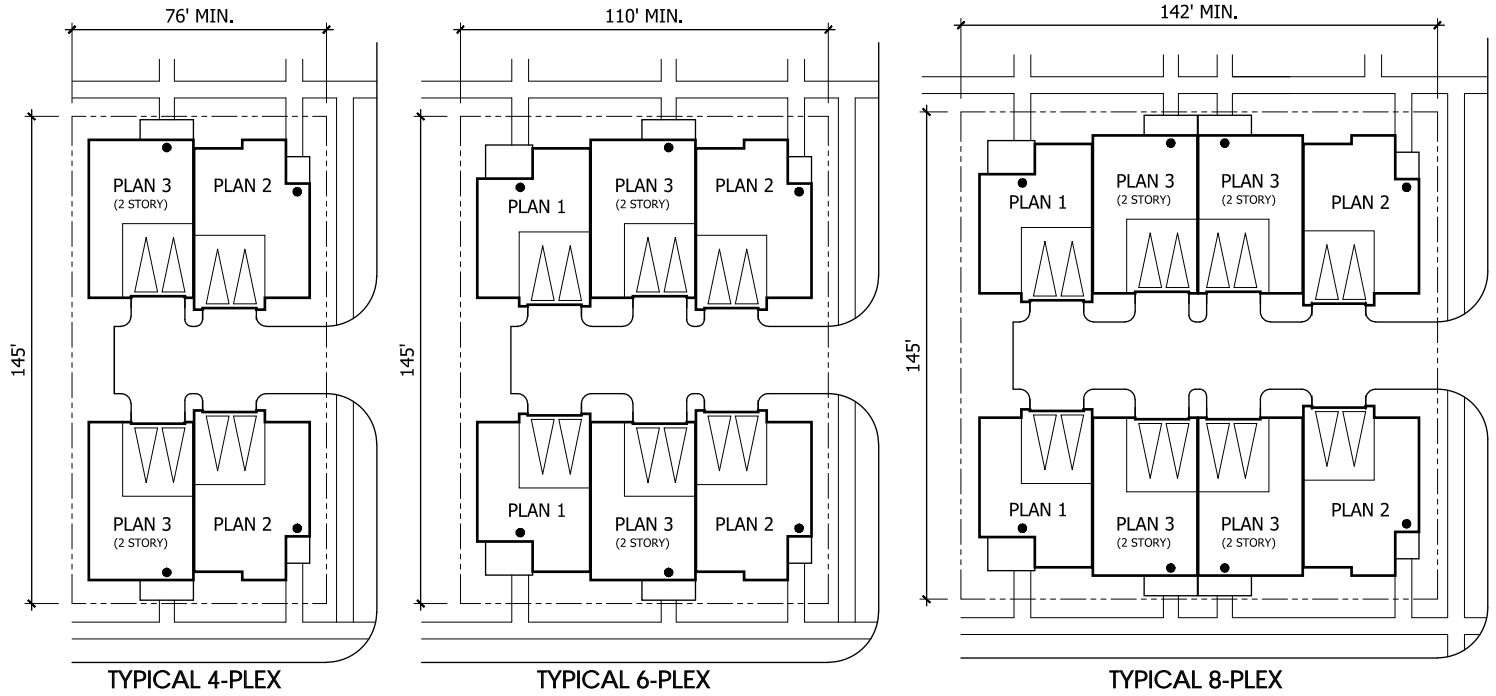 76' MIN.
110' MIN.
142' MIN.
145'
PLAN 3
(2 STORY)
PLAN 2
PLAN 3
(2 STORY)
PLAN 2
TYPICAL 4-PLEX
145'
PLAN 1
PLAN 3
(2 STORY)
PLAN 2
PLAN 1
PLAN 3
(2 STORY)
PLAN 2
TYPICAL 6-PLEX
145'
PLAN 1
PLAN 3
(2 STORY)
PLAN 3
(2 STORY)
PLAN 2
PLAN 1
PLAN 3
(2 STORY)
PLAN 3
(2 STORY)
PLAN 2
TYPICAL 8-PLEX